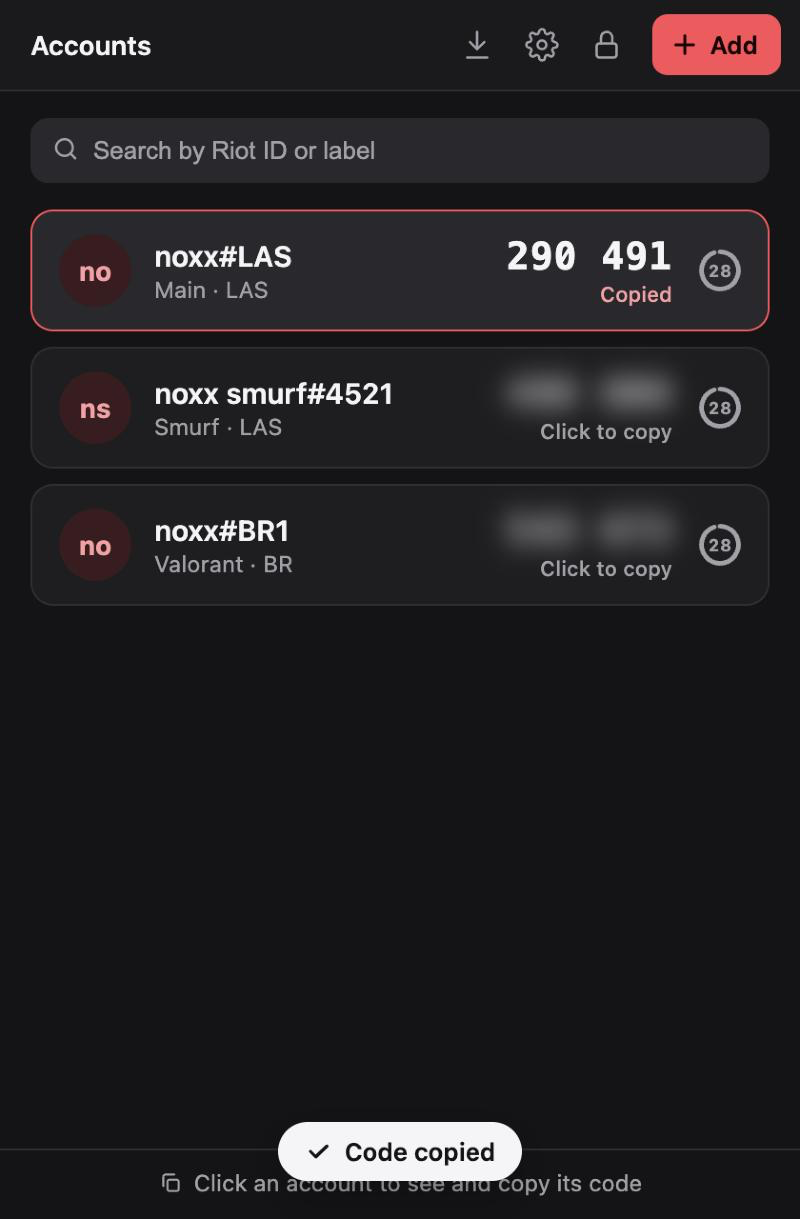 Accounts
+ Add
Search by Riot ID or label
no
noxx#LAS
Main · LAS
290 491
Copied
28
ns
noxx smurf#4521
Smurf · LAS
Click to copy
28
no
noxx#BR1
Valorant · BR
Click to copy
28
Code copied
Click an account to see and copy its code